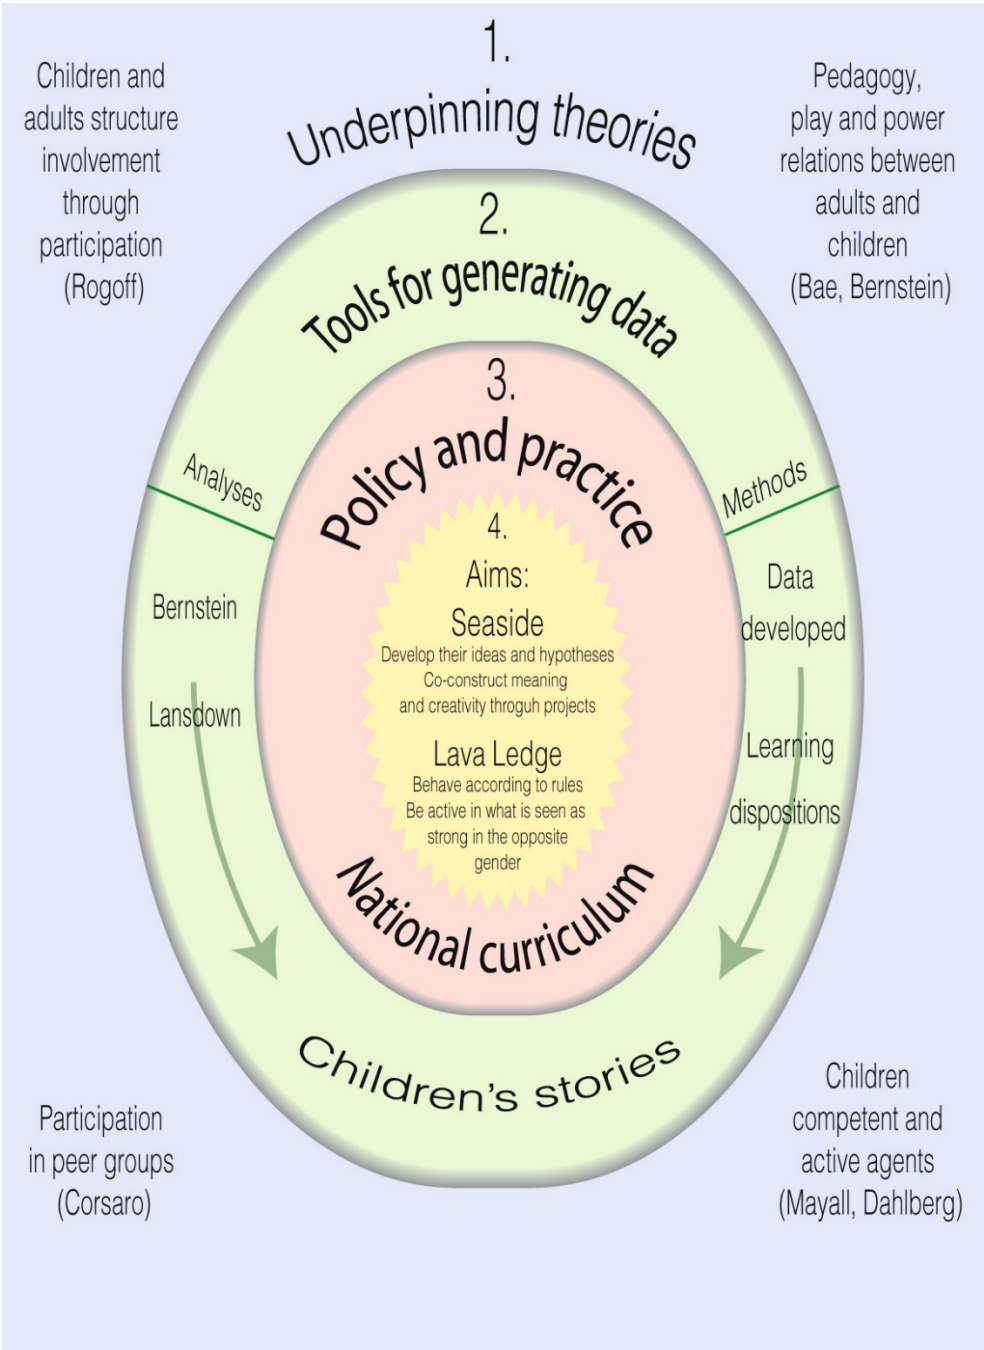 1.
Underpinning theories
Children and
adults structure
involvement
through
participation
(Rogoff)
Pedagogy,
play and power
relations between
adults and
children
(Bae, Bernstein)
2.
Tools for generating data
3.
Policy and practice
Analyses
Methods
Bernstein
Lansdown
Data
developed
Learning
dispositions
4.
Aims:
Seaside
Develop their ideas and hypotheses
Co-construct meaning
and creativity throguh projects
Lava Ledge
Behave according to rules
Be active in what is seen as
strong in the opposite
gender
National curriculum
Children's stories
Participation
in peer groups
(Corsaro)
Children
competent and
active agents
(Mayall, Dahlberg)